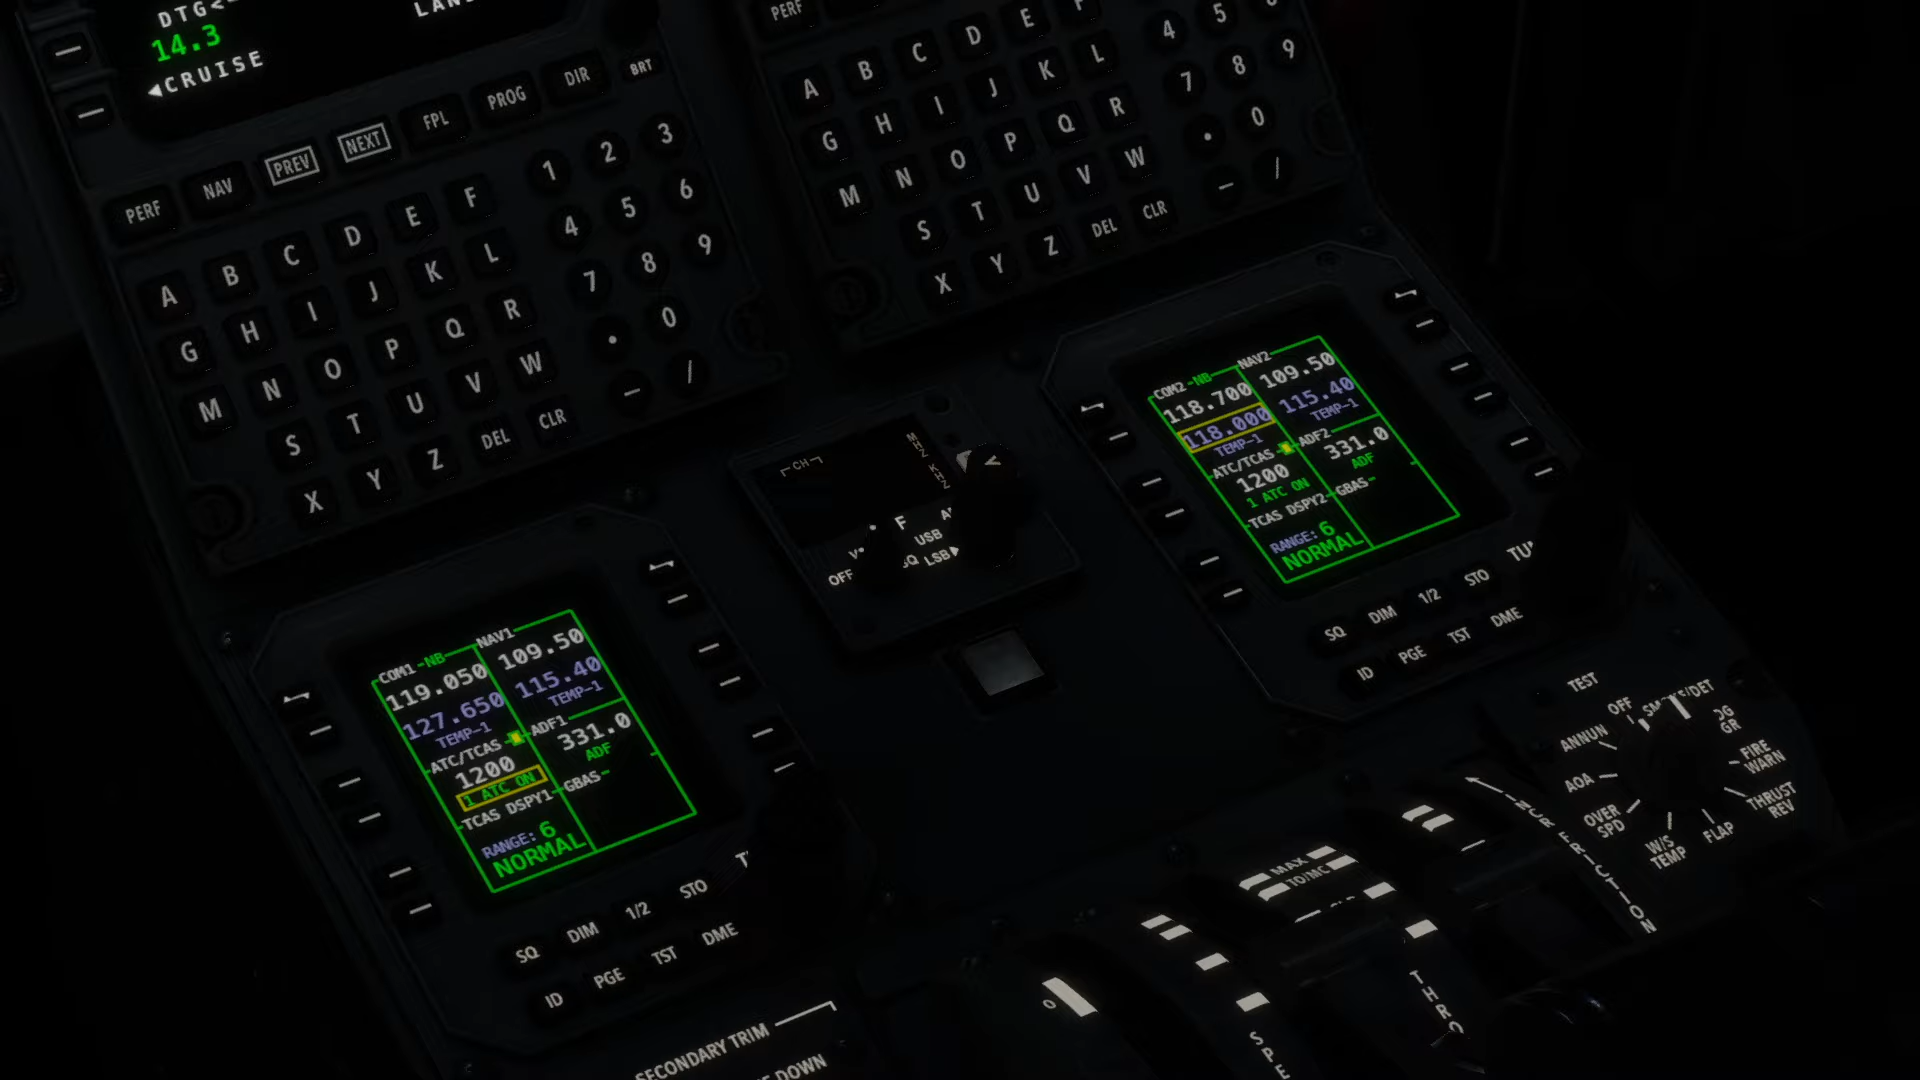 DTG
14.3
◄CRUISE
PERF NAV PREV NEXT FPL PROG DIR BRT
A B C D E F 1 2 3
G H I J K L 4 5 6
M N O P Q R 7 8 9
S T U V W • 0
X Y Z DEL CLR — /
PERF
A B C D E F 4 5 6
G H I J K L 7 8 9
M N O P Q R • 0
S T U V W — /
X Y Z DEL CLR
CH
MHZ KHZ
F
OFF V USB
SQ LSB
COM1-NB NAV1
119.050 109.50
127.650 115.40
TEMP-1 TEMP-1
ATC/TCAS ADF1
1200 331.0
1 ATC ON ADF
TCAS DSPY1 GBAS
RANGE: 6
NORMAL
SQ DIM 1/2 STO
ID PGE TST DME
COM2-NB NAV2
118.700 109.50
118.000 115.40
TEMP-1 TEMP-1
ATC/TCAS ADF2
1200 331.0
1 ATC ON ADF
TCAS DSPY2 GBAS
RANGE: 6
NORMAL
SQ DIM 1/2 STO
ID PGE TST DME
TEST
OFF
ANNUN
AOA
OVER SPD
W/S TEMP
FLAP
THRUST REV
FIRE WARN
INCR FRICTION
MAX
TO/MC
0
SECONDARY TRIM
DOWN